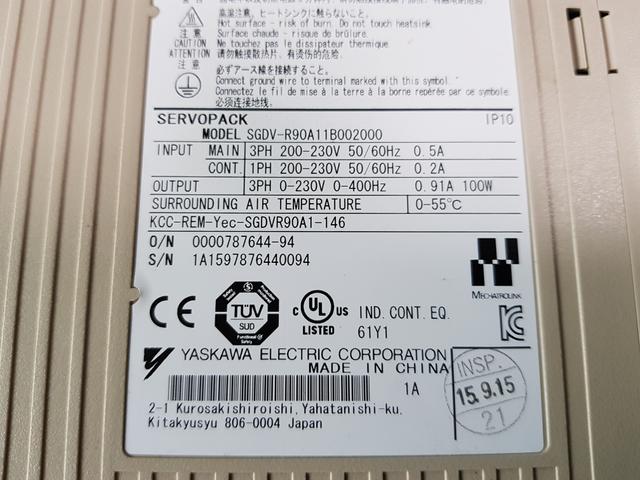 高温注意、ヒートシンクに触らないこと。
Hot surface - risk of burn. Do not touch heatsink.
Surface chaude - risque de brûlure.
注意
CAUTION
ATTENTION
注意
Ne touchez pas le dissipateur thermique.
请勿触摸散热片、有烫伤的危险.
必ずアース線を接続すること。
Connect ground wire to terminal marked with this symbol.
Connectez le fil de mise à la terre à la borne repérée par ce symbole.
必须连接地线.
SERVOPACK IP10
MODEL SGDV-R90A11B002000
INPUT MAIN 3PH 200-230V 50/60Hz 0.5A
CONT. 1PH 200-230V 50/60Hz 0.2A
OUTPUT 3PH 0-230V 0-400Hz 0.91A 100W
SURROUNDING AIR TEMPERATURE 0-55℃
KCC-REM-Yec-SGDVR90A1-146
O/N 0000787644-94
S/N 1A1597876440094
MECHATROLINK
CE
TÜV
SUD
Functional
Safety
c UL US
LISTED
IND. CONT. EQ.
61Y1
YASKAWA ELECTRIC CORPORATION
MADE IN CHINA
1A
2-1 Kurosakishiroishi, Yahatanishi-ku,
Kitakyusyu 806-0004 Japan
INSP.
15.9.15
21